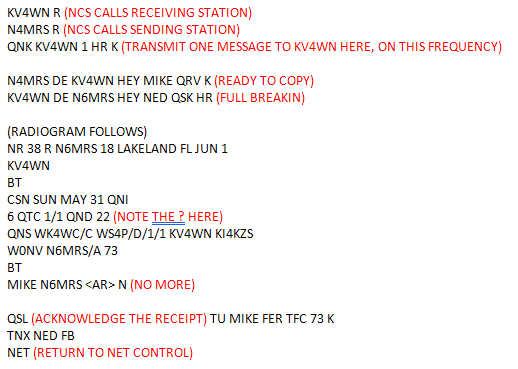 KV4WN R (NCS CALLS RECEIVING STATION)
N4MRS R (NCS CALLS SENDING STATION)
QNK KV4WN 1 HR K (TRANSMIT ONE MESSAGE TO KV4WN HERE, ON THIS FREQUENCY)
N4MRS DE KV4WN HEY MIKE QRV K (READY TO COPY)
KV4WN DE N6MRS HEY NED QSK HR (FULL BREAKIN)
(RADIOGRAM FOLLOWS)
NR 38 R N6MRS 18 LAKELAND FL JUN 1
KV4WN
BT
CSN SUN MAY 31 QNI
6 QTC 1/1 QND 22 (NOTE THE ? HERE)
QNS WK4WC/C WS4P/D/1/1 KV4WN KI4KZS
W0NV N6MRS/A 73
BT
MIKE N6MRS <AR> N (NO MORE)
QSL (ACKNOWLEDGE THE RECEIPT) TU MIKE FER TFC 73 K
TNX NED FB
NET (RETURN TO NET CONTROL)